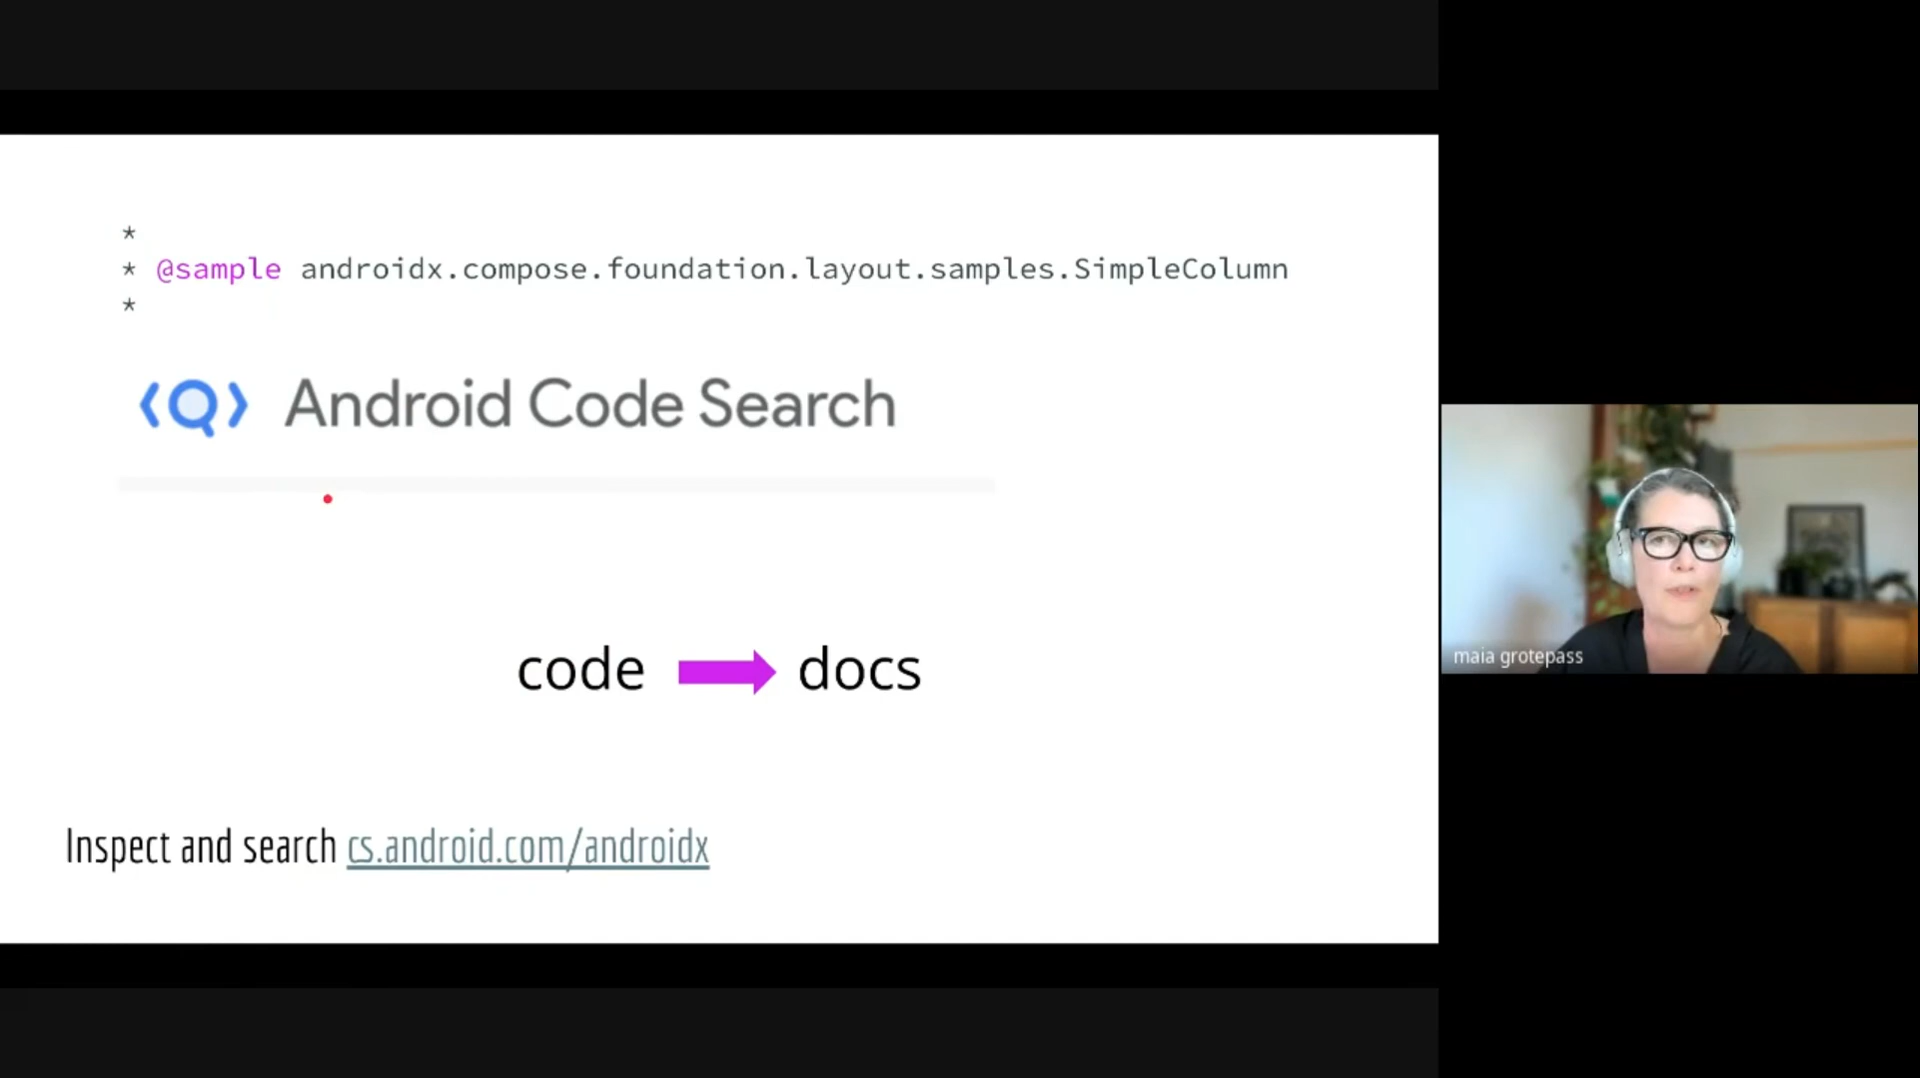 *
* @sample androidx.compose.foundation.layout.samples.SimpleColumn
*
Android Code Search
code docs
Inspect and search cs.android.com/androidx
maia grotepass